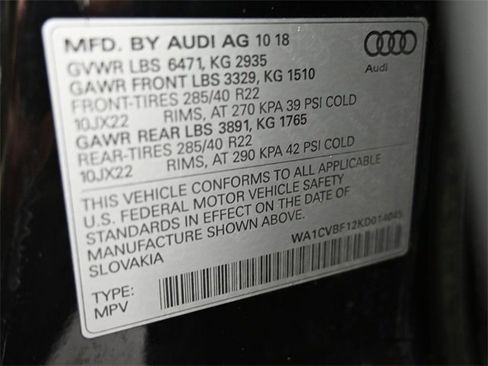 MFD. BY AUDI AG 10 18
GVWR LBS 6471, KG 2935
GAWR FRONT LBS 3329, KG 1510
FRONT-TIRES 285/40 R22
10JX22 RIMS, AT 270 KPA 39 PSI COLD
GAWR REAR LBS 3891, KG 1765
REAR-TIRES 285/40 R22
10JX22 RIMS, AT 290 KPA 42 PSI COLD
THIS VEHICLE CONFORMS TO ALL APPLICABLE
U.S. FEDERAL MOTOR VEHICLE SAFETY
STANDARDS IN EFFECT ON THE DATE OF
MANUFACTURE SHOWN ABOVE.
SLOVAKIA
WA1CVBF12KD014045
TYPE:
MPV
Audi